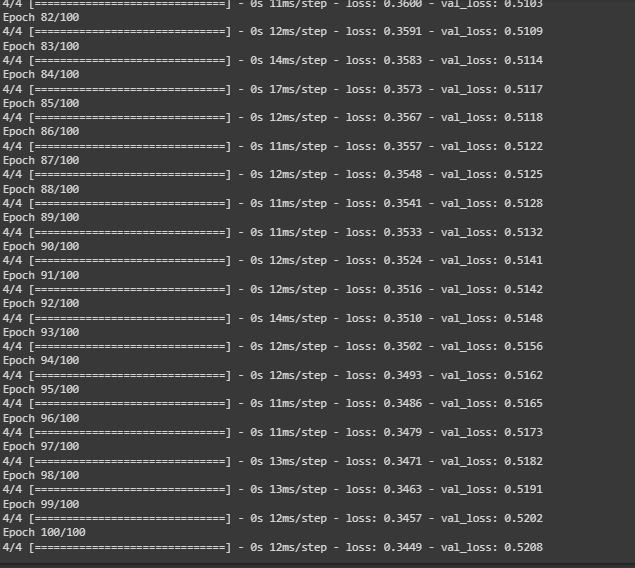 4/4 [==============================] - 0s 11ms/step - loss: 0.3600 - val_loss: 0.5103
Epoch 82/100
4/4 [==============================] - 0s 12ms/step - loss: 0.3591 - val_loss: 0.5109
Epoch 83/100
4/4 [==============================] - 0s 14ms/step - loss: 0.3583 - val_loss: 0.5114
Epoch 84/100
4/4 [==============================] - 0s 17ms/step - loss: 0.3573 - val_loss: 0.5117
Epoch 85/100
4/4 [==============================] - 0s 12ms/step - loss: 0.3567 - val_loss: 0.5118
Epoch 86/100
4/4 [==============================] - 0s 11ms/step - loss: 0.3557 - val_loss: 0.5122
Epoch 87/100
4/4 [==============================] - 0s 12ms/step - loss: 0.3548 - val_loss: 0.5125
Epoch 88/100
4/4 [==============================] - 0s 11ms/step - loss: 0.3541 - val_loss: 0.5128
Epoch 89/100
4/4 [==============================] - 0s 11ms/step - loss: 0.3533 - val_loss: 0.5132
Epoch 90/100
4/4 [==============================] - 0s 12ms/step - loss: 0.3524 - val_loss: 0.5141
Epoch 91/100
4/4 [==============================] - 0s 12ms/step - loss: 0.3516 - val_loss: 0.5142
Epoch 92/100
4/4 [==============================] - 0s 14ms/step - loss: 0.3510 - val_loss: 0.5148
Epoch 93/100
4/4 [==============================] - 0s 12ms/step - loss: 0.3502 - val_loss: 0.5156
Epoch 94/100
4/4 [==============================] - 0s 12ms/step - loss: 0.3493 - val_loss: 0.5162
Epoch 95/100
4/4 [==============================] - 0s 11ms/step - loss: 0.3486 - val_loss: 0.5165
Epoch 96/100
4/4 [==============================] - 0s 11ms/step - loss: 0.3479 - val_loss: 0.5173
Epoch 97/100
4/4 [==============================] - 0s 13ms/step - loss: 0.3471 - val_loss: 0.5182
Epoch 98/100
4/4 [==============================] - 0s 13ms/step - loss: 0.3463 - val_loss: 0.5191
Epoch 99/100
4/4 [==============================] - 0s 12ms/step - loss: 0.3457 - val_loss: 0.5202
Epoch 100/100
4/4 [==============================] - 0s 12ms/step - loss: 0.3449 - val_loss: 0.5208